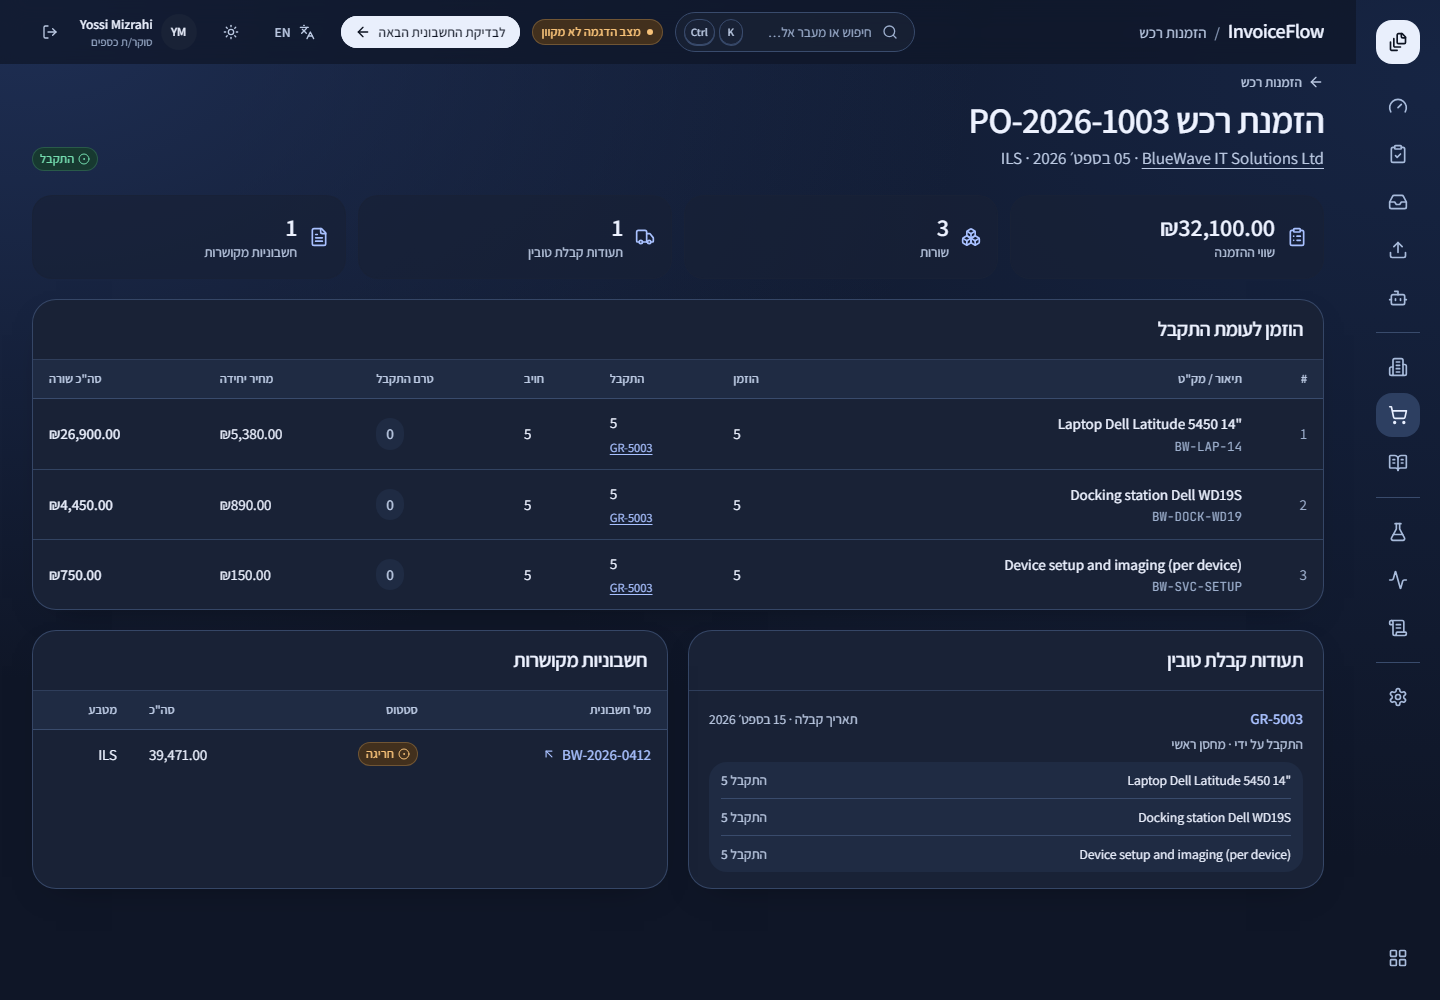 InvoiceFlow / הזמנות רכש
חיפוש או מעבר אל...
Ctrl K
מצב הדגמה לא מקוון
לבדיקת החשבונית הבאה
EN
YM
Yossi Mizrahi
סוקר/ת כספים
הזמנות רכש
הזמנת רכש PO-2026-1003
BlueWave IT Solutions Ltd · 05 בספט׳ 2026 · ILS
התקבל
₪32,100.00
שווי ההזמנה
3
שורות
1
תעודות קבלת טובין
1
חשבוניות מקושרות
הוזמן לעומת התקבל
# תיאור / מק"ט הוזמן התקבל חויב טרם התקבל מחיר יחידה סה"כ שורה
1 Laptop Dell Latitude 5450 14" 5 5 5 0 ₪5,380.00 ₪26,900.00
BW-LAP-14 GR-5003
2 Docking station Dell WD19S 5 5 5 0 ₪890.00 ₪4,450.00
BW-DOCK-WD19 GR-5003
3 Device setup and imaging (per device) 5 5 5 0 ₪150.00 ₪750.00
BW-SVC-SETUP GR-5003
תעודות קבלת טובין
GR-5003 תאריך קבלה · 15 בספט׳ 2026
התקבל על ידי · מחסן ראשי
Laptop Dell Latitude 5450 14" התקבל 5
Docking station Dell WD19S התקבל 5
Device setup and imaging (per device) התקבל 5
חשבוניות מקושרות
מס' חשבונית סטטוס סה"כ מטבע
BW-2026-0412 חריגה 39,471.00 ILS